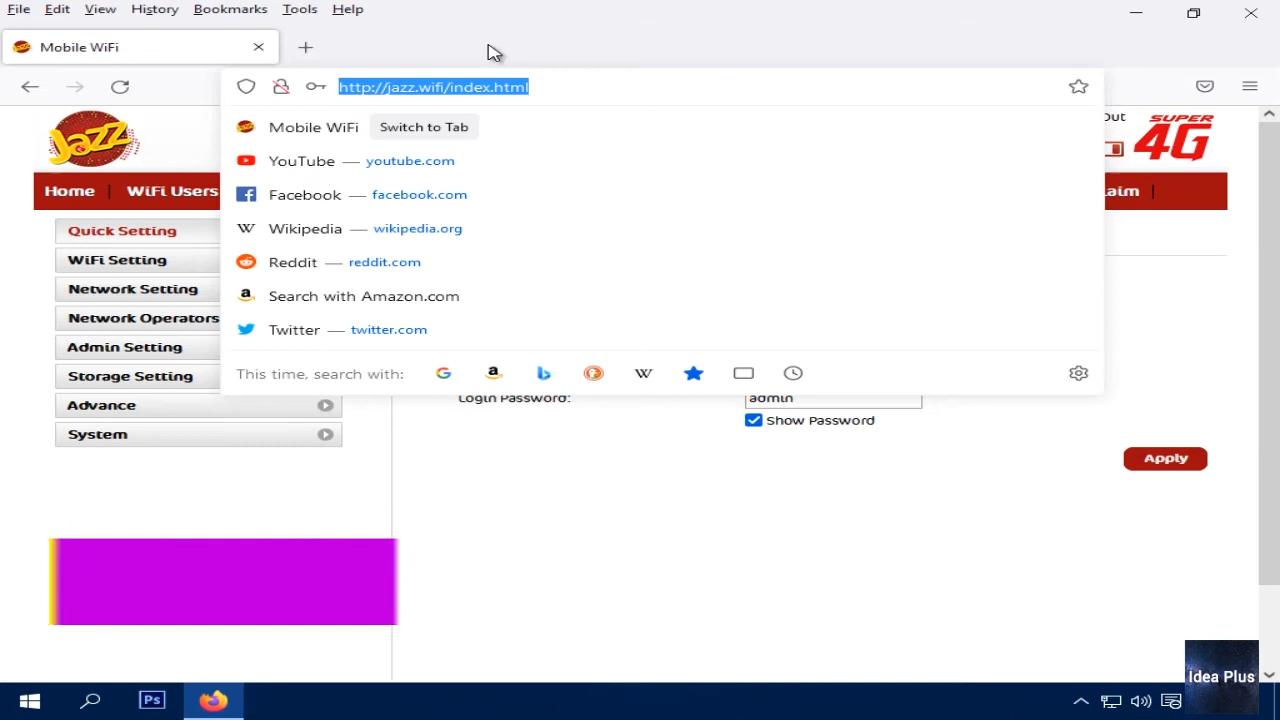 File Edit View History Bookmarks Tools Help
Mobile WiFi
http://jazz.wifi/index.html
Mobile WiFi Switch to Tab
YouTube — youtube.com
Facebook — facebook.com
Wikipedia — wikipedia.org
Reddit — reddit.com
Search with Amazon.com
Twitter — twitter.com
This time, search with:
Jazz
out
SUPER
4G
Home | WiFi Users
laim |
Quick Setting
WiFi Setting
Network Setting
Network Operators
Admin Setting
Storage Setting
Advance
System
Login Password: admin
Show Password
Apply
Ps
Idea Plus